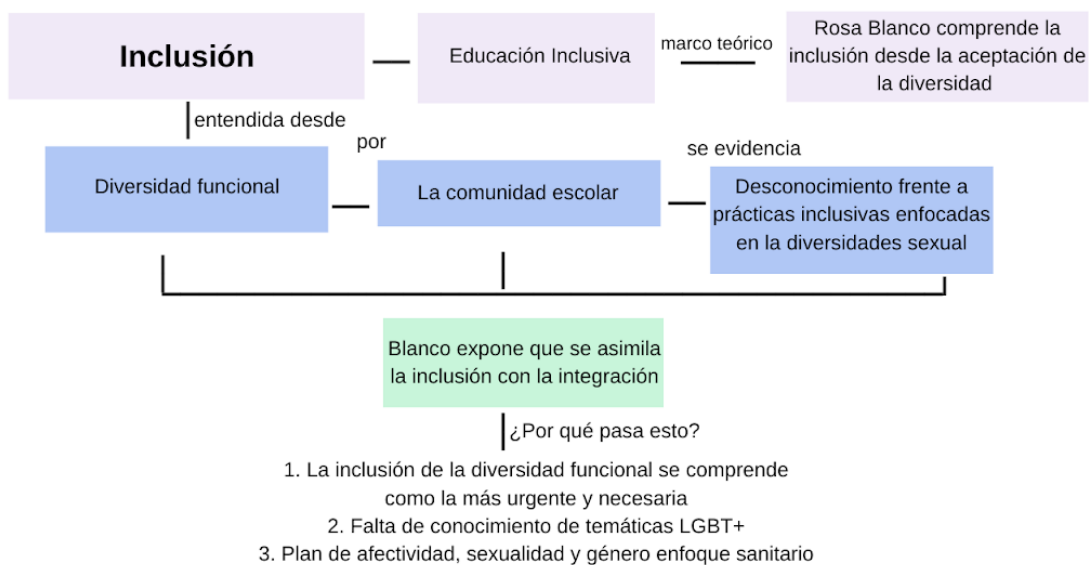 Inclusión
Educación Inclusiva
marco teórico
Rosa Blanco comprende la
inclusión desde la aceptación de
la diversidad
entendida desde
Diversidad funcional
por
La comunidad escolar
se evidencia
Desconocimiento frente a
prácticas inclusivas enfocadas
en la diversidades sexual
Blanco expone que se asimila
la inclusión con la integración
¿Por qué pasa esto?
1. La inclusión de la diversidad funcional se comprende
como la más urgente y necesaria
2. Falta de conocimiento de temáticas LGBT+
3. Plan de afectividad, sexualidad y género enfoque sanitario